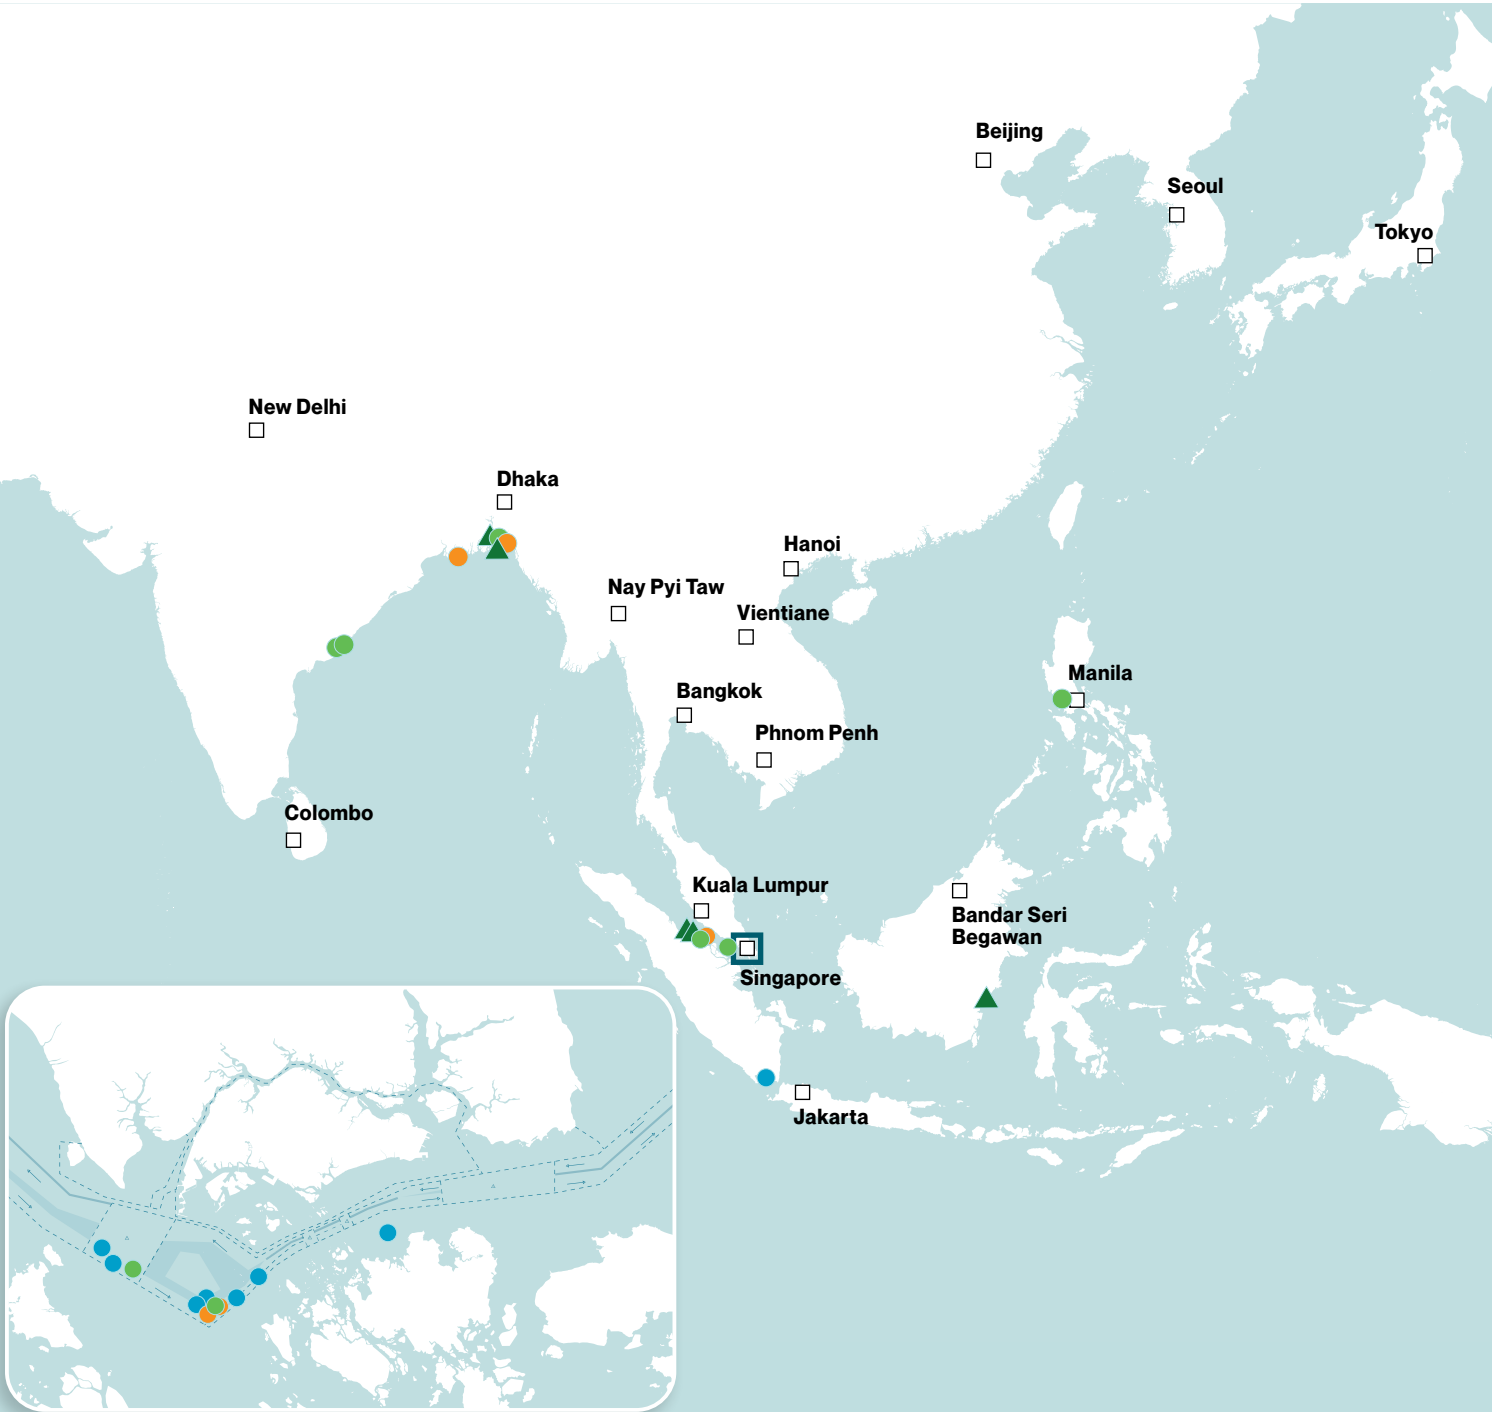 Beijing
Seoul
Tokyo
New Delhi
Dhaka
Hanoi
Nay Pyi Taw
Vientiane
Manila
Bangkok
Phnom Penh
Colombo
Kuala Lumpur
Bandar Seri
Begawan
Singapore
Jakarta